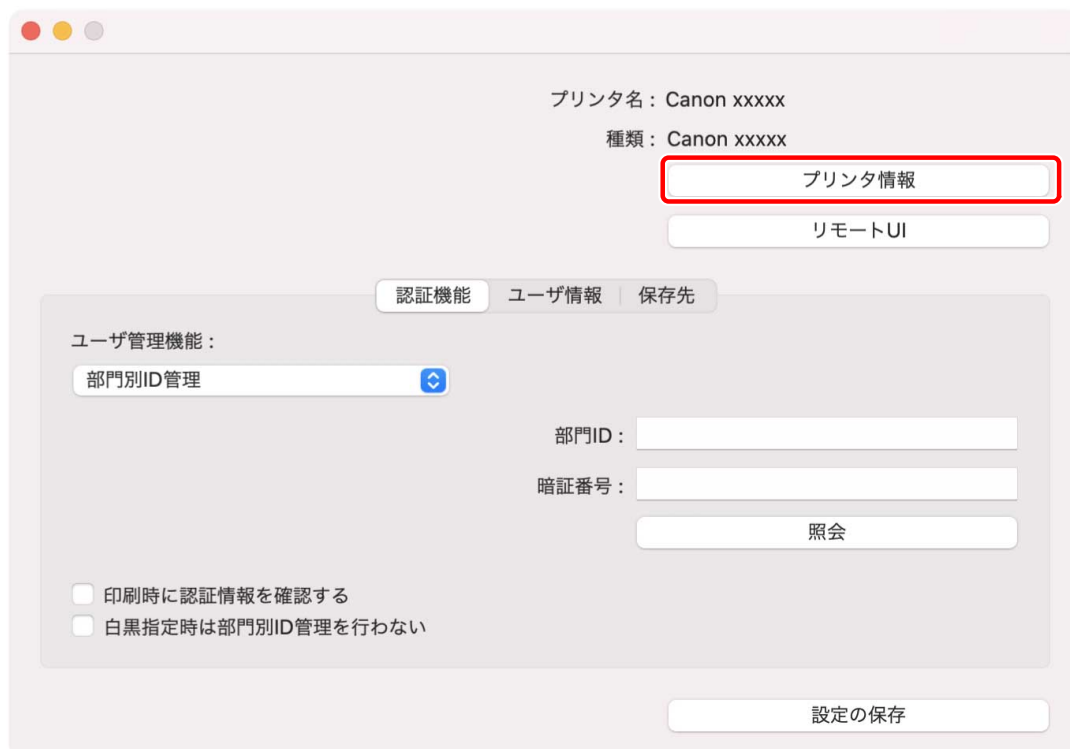 プリンタ名： Canon xxxxx
種類： Canon xxxxx
プリンタ情報
リモートUI
認証機能 ユーザ情報 保存先
ユーザ管理機能：
部門別ID管理
部門ID：
暗証番号：
照会
印刷時に認証情報を確認する
白黒指定時は部門別ID管理を行わない
設定の保存